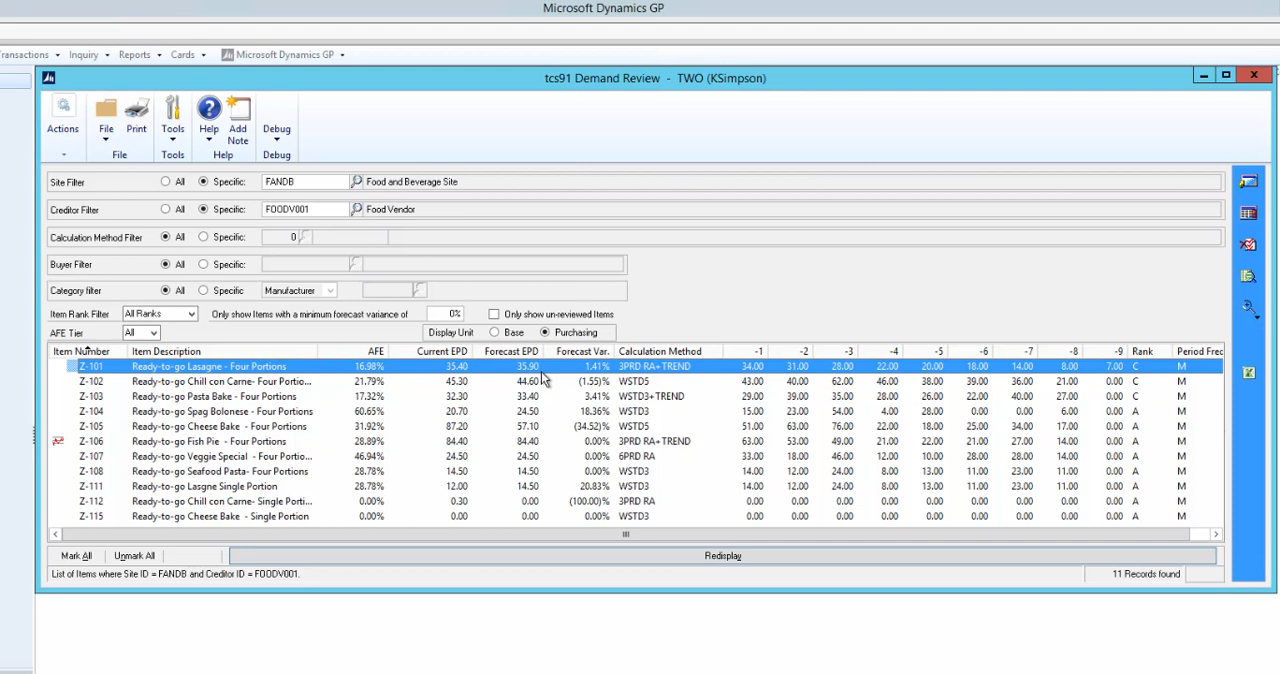 Microsoft Dynamics GP
Transactions Inquiry Reports Cards Microsoft Dynamics GP
tcs91 Demand Review - TWO (KSimpson)
Actions File Print Tools Help Add Note Debug
File Tools Help Debug
Site Filter All Specific: FANDB Food and Beverage Site
Creditor Filter All Specific: FOODV001 Food Vendor
Calculation Method Filter All Specific: 0
Buyer Filter All Specific:
Category filter All Specific Manufacturer
Item Rank Filter All Ranks Only show Items with a minimum forecast variance of 0% Only show un-reviewed Items
AFE Tier All Display Unit Base Purchasing
Item Number Item Description AFE Current EPD Forecast EPD Forecast Var. Calculation Method -1 -2 -3 -4 -5 -6 -7 -8 -9 Rank Period Frec
Z-101 Ready-to-go Lasagne - Four Portions 16.98% 35.40 35.90 1.41% 3PRD RA+TREND 34.00 31.00 28.00 22.00 20.00 18.00 14.00 8.00 7.00 C M
Z-102 Ready-to-go Chill con Carne- Four Portio... 21.79% 45.30 44.60 (1.55)% WSTD5 43.00 40.00 62.00 46.00 38.00 39.00 36.00 21.00 0.00 C M
Z-103 Ready-to-go Pasta Bake - Four Portions 17.32% 32.30 33.40 3.41% WSTD3+TREND 29.00 39.00 35.00 28.00 26.00 22.00 40.00 27.00 0.00 C M
Z-104 Ready-to-go Spag Bolonese - Four Portions 60.65% 20.70 24.50 18.36% WSTD3 15.00 23.00 54.00 4.00 28.00 0.00 0.00 6.00 0.00 A M
Z-105 Ready-to-go Cheese Bake - Four Portions 31.92% 87.20 57.10 (34.52)% WSTD5 51.00 63.00 76.00 22.00 18.00 25.00 34.00 17.00 0.00 A M
Z-106 Ready-to-go Fish Pie - Four Portions 28.89% 84.40 84.40 0.00% 3PRD RA+TREND 63.00 53.00 49.00 21.00 22.00 21.00 27.00 14.00 0.00 A M
Z-107 Ready-to-go Veggie Special - Four Portions 46.94% 24.50 24.50 0.00% 6PRD RA 33.00 18.00 46.00 12.00 10.00 28.00 28.00 14.00 0.00 A M
Z-108 Ready-to-go Seafood Pasta- Four Portions 28.78% 14.50 14.50 0.00% WSTD3 14.00 12.00 24.00 8.00 13.00 11.00 23.00 11.00 0.00 A M
Z-111 Ready-to-go Lasgne Single Portion 28.78% 12.00 14.50 20.83% WSTD3 14.00 12.00 24.00 8.00 13.00 11.00 23.00 11.00 0.00 A M
Z-112 Ready-to-go Chill con Carne- Single Porti... 0.00% 0.30 0.00 (100.00)% 3PRD RA 0.00 0.00 0.00 0.00 0.00 0.00 0.00 0.00 0.00 A M
Z-115 Ready-to-go Cheese Bake - Single Portion 0.00% 0.00 0.00 0.00% WSTD3 0.00 0.00 0.00 0.00 0.00 0.00 0.00 0.00 0.00 A M
Mark All Unmark All Redisplay
List of Items where Site ID = FANDB and Creditor ID = FOODV001. 11 Records found